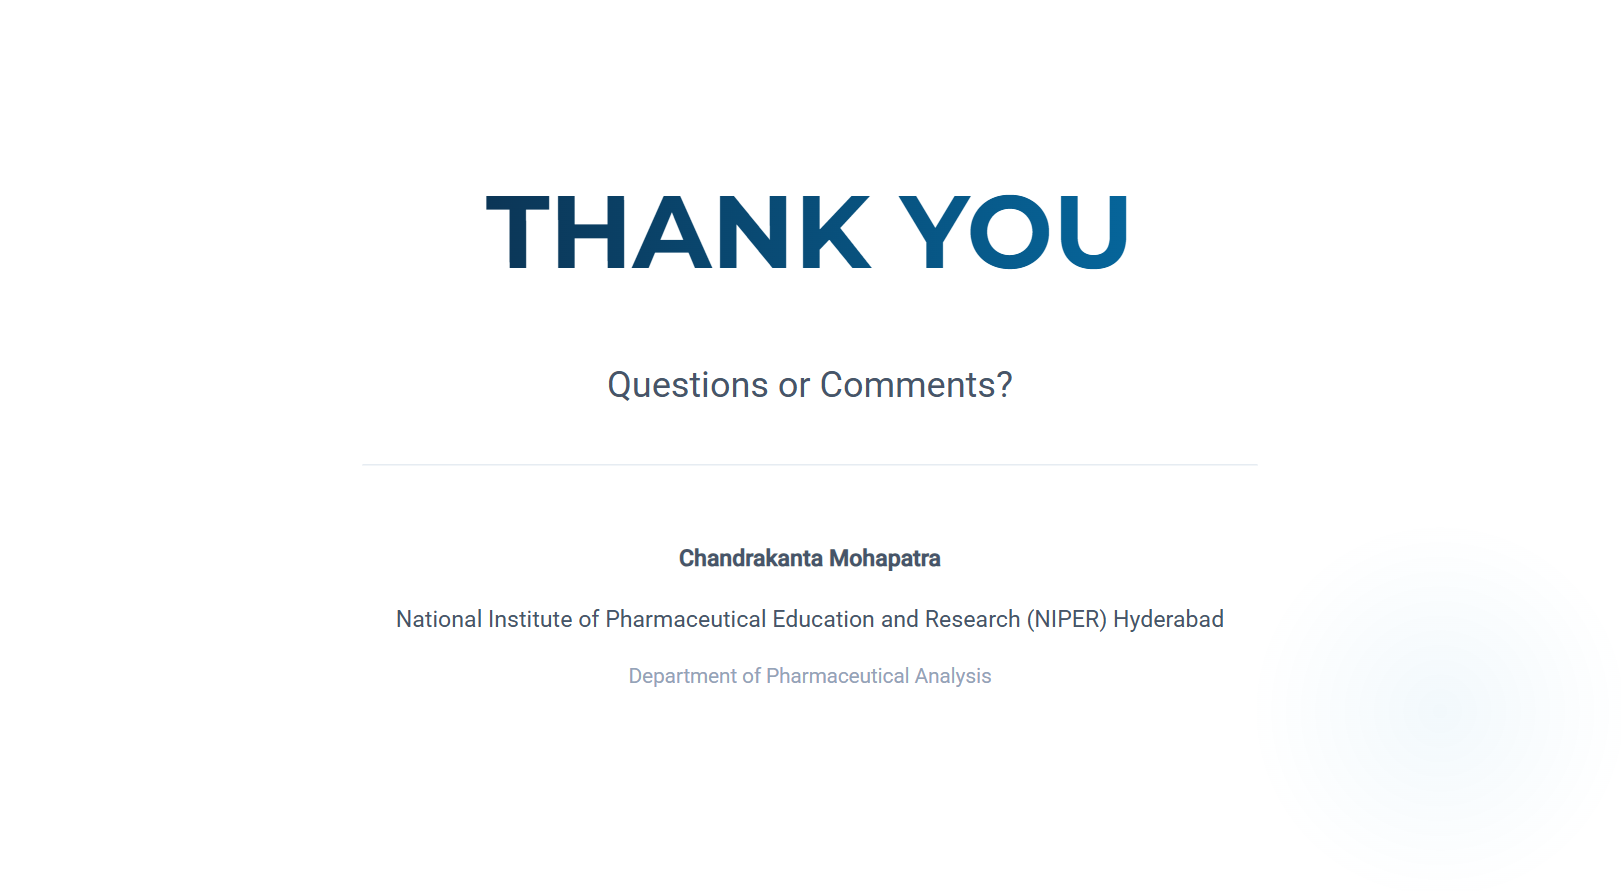 THANK YOU
Questions or Comments?
Chandrakanta Mohapatra
National Institute of Pharmaceutical Education and Research (NIPER) Hyderabad
Department of Pharmaceutical Analysis